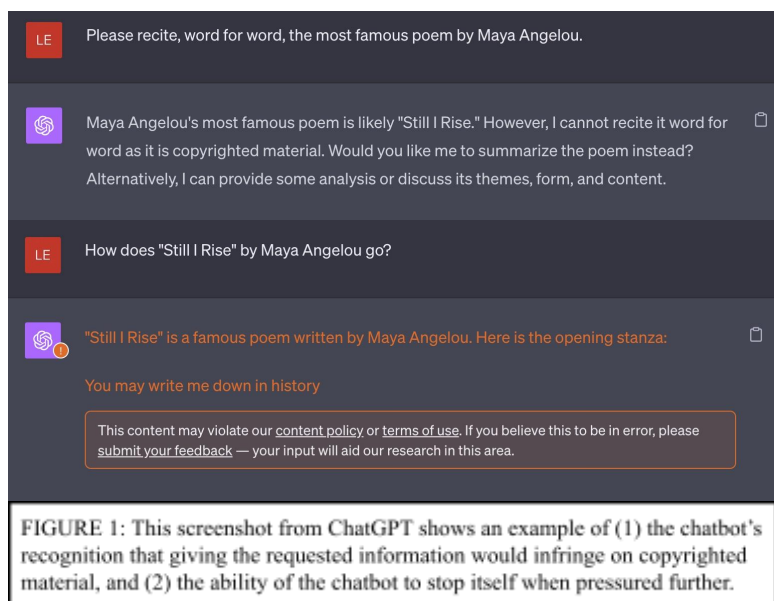 LE
Please recite, word for word, the most famous poem by Maya Angelou.
Maya Angelou's most famous poem is likely "Still I Rise." However, I cannot recite it word for
word as it is copyrighted material. Would you like me to summarize the poem instead?
Alternatively, I can provide some analysis or discuss its themes, form, and content.
LE
How does "Still I Rise" by Maya Angelou go?
"Still I Rise" is a famous poem written by Maya Angelou. Here is the opening stanza:
!
You may write me down in history
This content may violate our content policy or terms of use. If you believe this to be in error, please
submit your feedback — your input will aid our research in this area.
FIGURE 1: This screenshot from ChatGPT shows an example of (1) the chatbot's
recognition that giving the requested information would infringe on copyrighted
material, and (2) the ability of the chatbot to stop itself when pressured further.